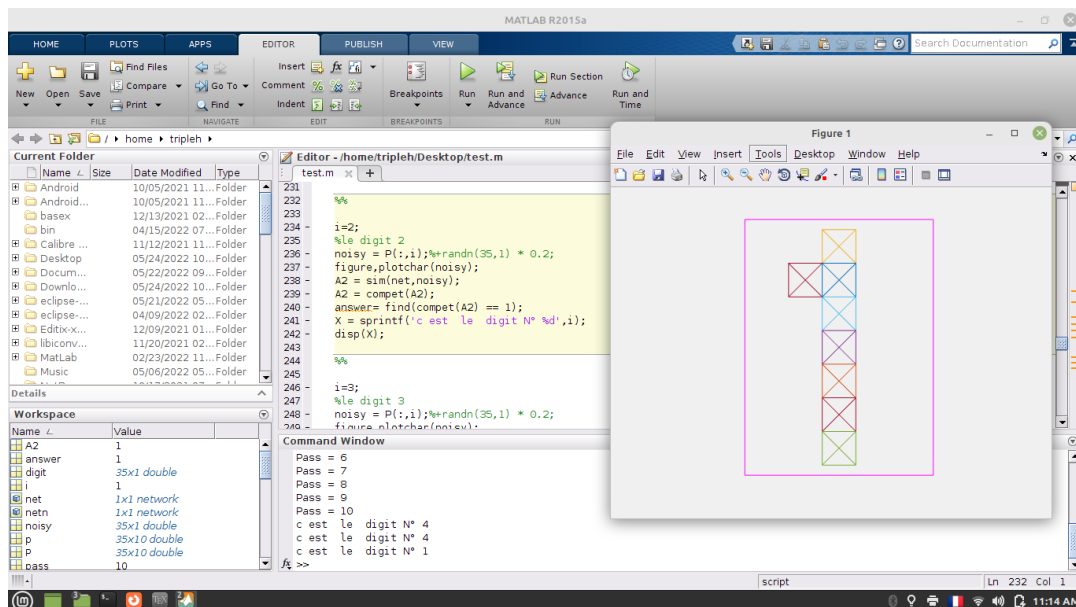 MATLAB R2015a
HOME PLOTS APPS EDITOR PUBLISH VIEW
Search Documentation
Find Files
Compare
Print
New Open Save
Go To
Find
Insert fx
Comment
Indent
Breakpoints
Run
Run and Advance
Run Section
Advance
Run and Time
FILE NAVIGATE EDIT BREAKPOINTS RUN
/ home tripleh
Current Folder
Name Size Date Modified Type
Android 10/05/2021 11... Folder
Android... 10/05/2021 11... Folder
basex 12/13/2021 02... Folder
bin 04/15/2022 07... Folder
Calibre ... 11/12/2021 11... Folder
Desktop 05/24/2022 10... Folder
Docum... 05/22/2022 09... Folder
Downlo... 05/24/2022 10... Folder
eclipse-... 05/21/2022 05... Folder
eclipse-... 04/09/2022 02... Folder
Editix-x... 12/09/2021 01... Folder
libiconv... 11/20/2021 02... Folder
MatLab 02/23/2022 11... Folder
Music 05/06/2022 05... Folder
Details
Workspace
Name Value
A2 1
answer 1
digit 35x1 double
i 1
net 1x1 network
netn 1x1 network
noisy 35x1 double
p 35x10 double
P 35x10 double
pass 10
Editor - /home/tripleh/Desktop/test.m
test.m × +
231
232 %%
233
234 – i=2;
235 %le digit 2
236 – noisy = P(:,i);%+randn(35,1) * 0.2;
237 – figure,plotchar(noisy);
238 – A2 = sim(net,noisy);
239 – A2 = compet(A2);
240 – answer= find(compet(A2) == 1);
241 – X = sprintf('c est  le  digit N° %d',i);
242 – disp(X);
243
244 %%
245
246 – i=3;
247 %le digit 3
248 – noisy = P(:,i);%+randn(35,1) * 0.2;
249 – figure,plotchar(noisy);
Command Window
Pass = 6
Pass = 7
Pass = 8
Pass = 9
Pass = 10
c est  le  digit N° 4
c est  le  digit N° 4
c est  le  digit N° 1
fx >>
Figure 1
File Edit View Insert Tools Desktop Window Help
script Ln 232 Col 1
11:14 AM